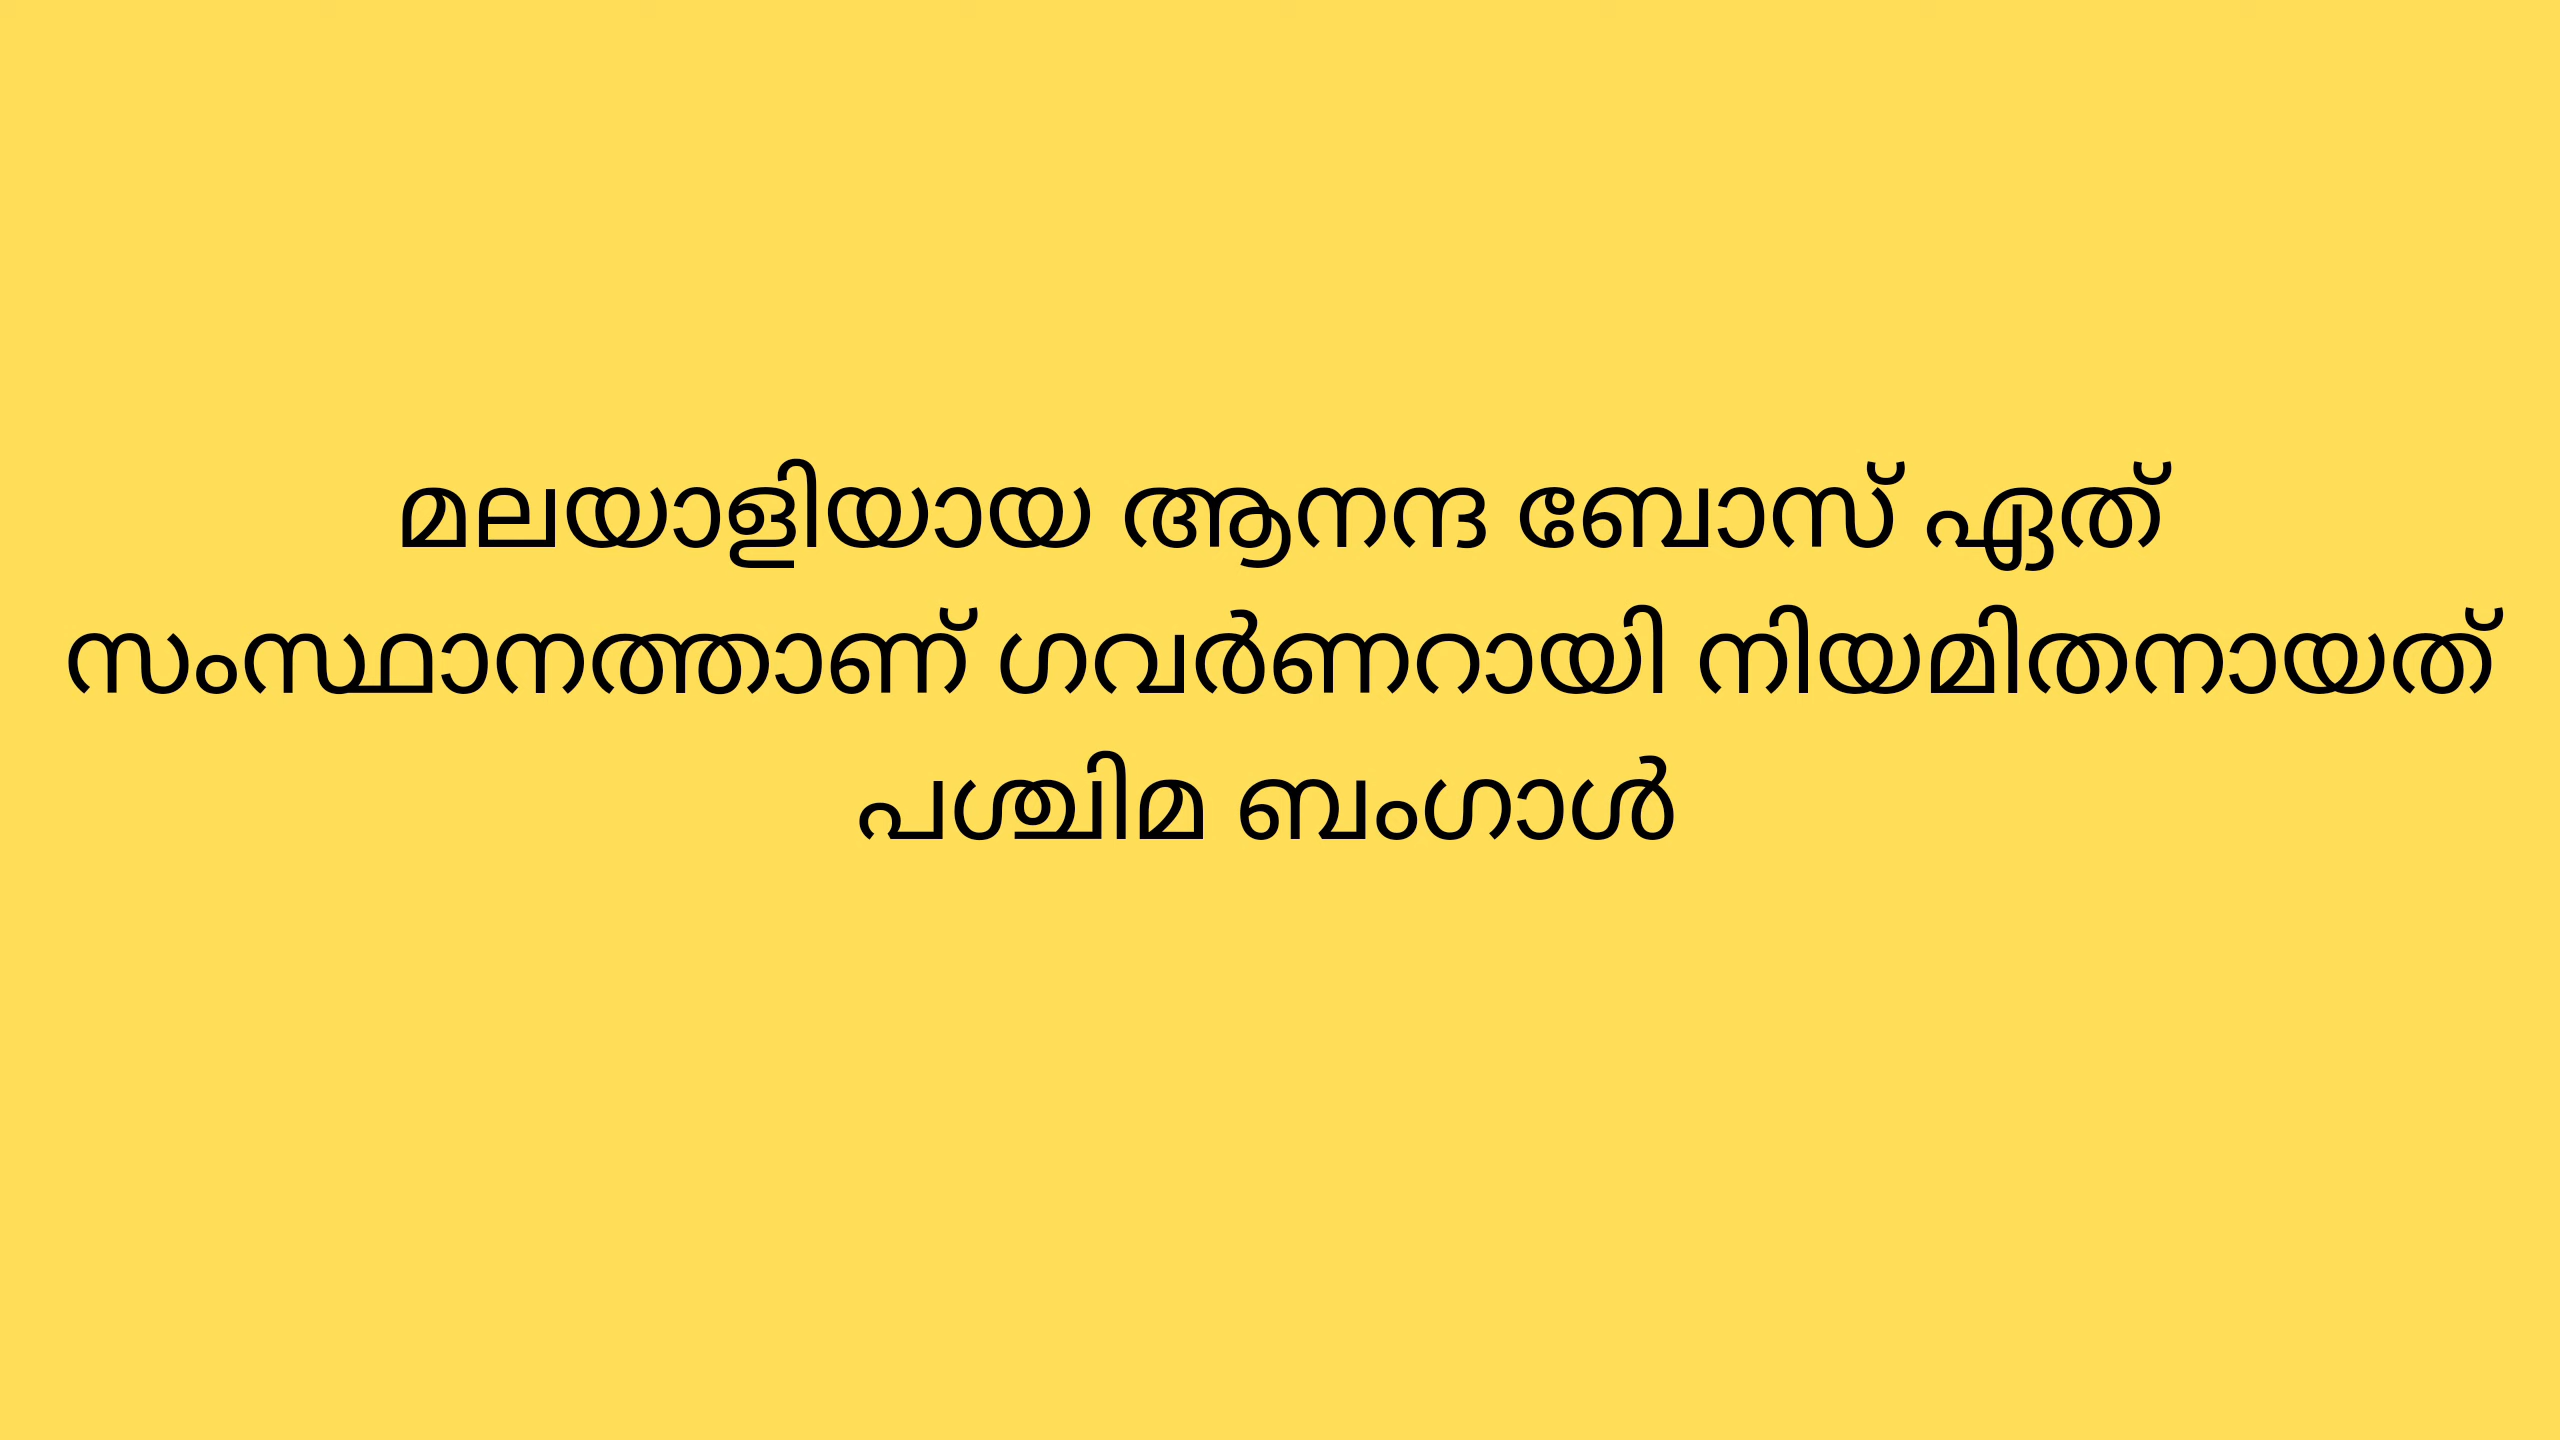 മലയാളിയായ ആനന്ദ ബോസ് ഏത്
സംസ്ഥാനത്താണ് ഗവർണറായി നിയമിതനായത്
പശ്ചിമ ബംഗാൾ